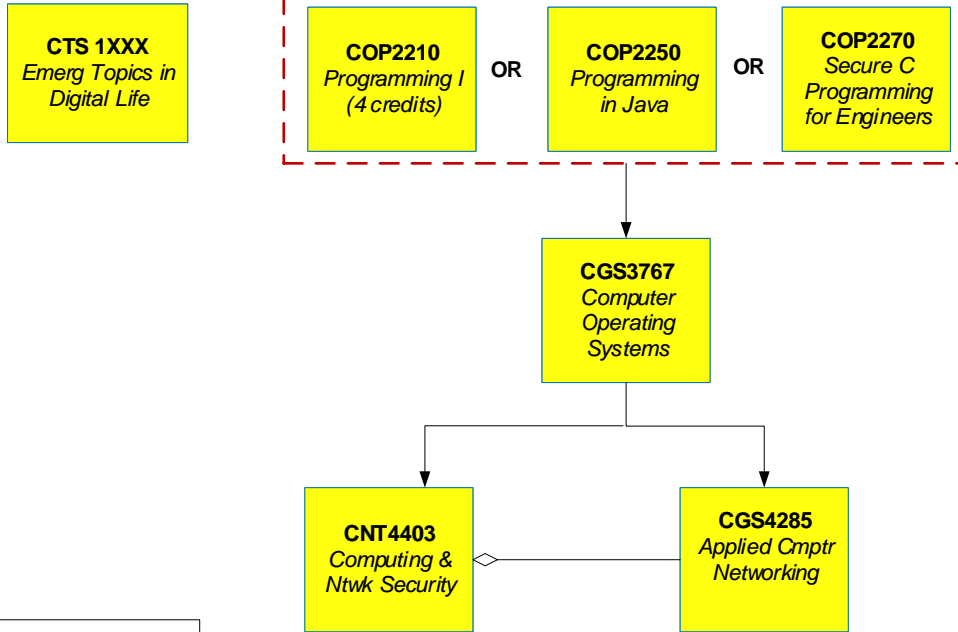 CTS 1XXX
Emerg Topics in
Digital Life
COP2210
Programming I
(4 credits)
OR
COP2250
Programming
in Java
OR
COP2270
Secure C
Programming
for Engineers
CGS3767
Computer
Operating
Systems
CNT4403
Computing &
Ntwk Security
CGS4285
Applied Cmptr
Networking